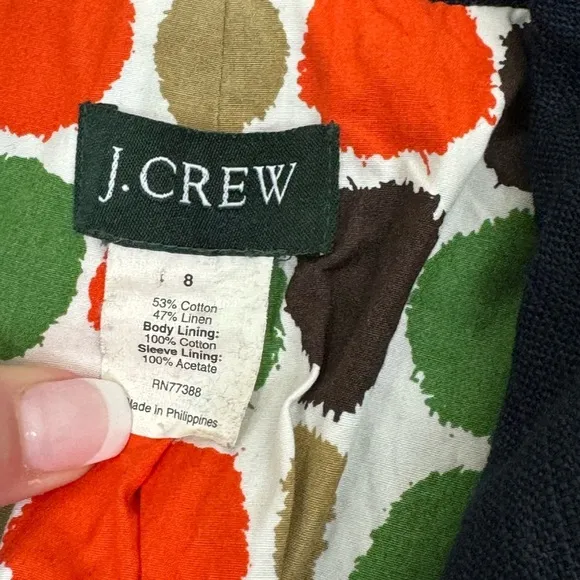 J.CREW
8
53% Cotton
47% Linen
Body Lining:
100% Cotton
Sleeve Lining:
100% Acetate
RN77388
Made in Philippines